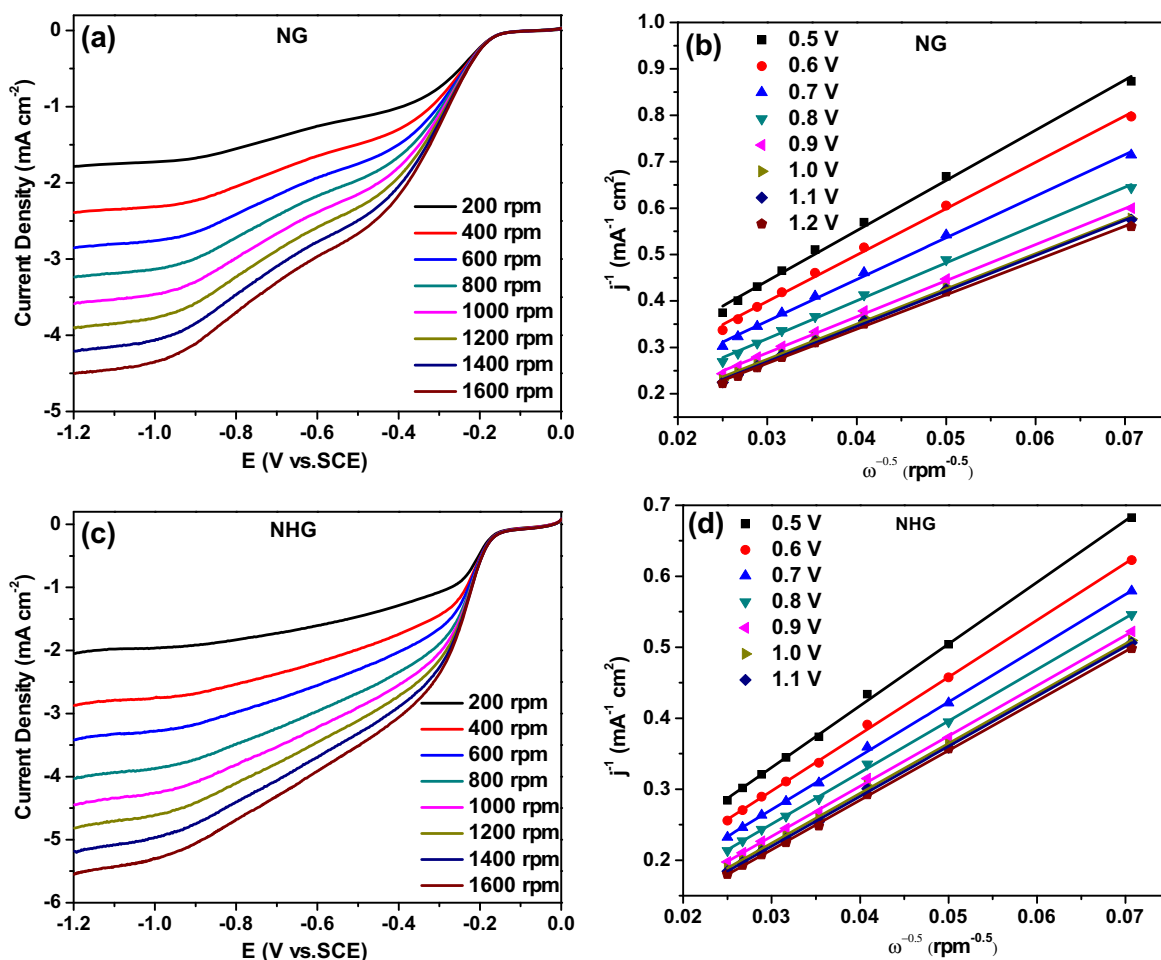 (a)
NG
0
-1
-2
-3
-4
-5
Current Density (mA cm-2)
200 rpm
400 rpm
600 rpm
800 rpm
1000 rpm
1200 rpm
1400 rpm
1600 rpm
-1.2 -1.0 -0.8 -0.6 -0.4 -0.2 0.0
E (V vs.SCE)
(b)
NG
0.5 V
0.6 V
0.7 V
0.8 V
0.9 V
1.0 V
1.1 V
1.2 V
1.0
0.9
0.8
0.7
0.6
0.5
0.4
0.3
0.2
j-1 (mA-1 cm2)
0.02 0.03 0.04 0.05 0.06 0.07
ω-0.5 (rpm-0.5)
(c)
NHG
0
-1
-2
-3
-4
-5
-6
Current Density (mA cm-2)
200 rpm
400 rpm
600 rpm
800 rpm
1000 rpm
1200 rpm
1400 rpm
1600 rpm
-1.2 -1.0 -0.8 -0.6 -0.4 -0.2 0.0
E (V vs.SCE)
(d)
NHG
0.5 V
0.6 V
0.7 V
0.8 V
0.9 V
1.0 V
1.1 V
0.7
0.6
0.5
0.4
0.3
0.2
j-1 (mA-1 cm2)
0.02 0.03 0.04 0.05 0.06 0.07
ω-0.5 (rpm-0.5)